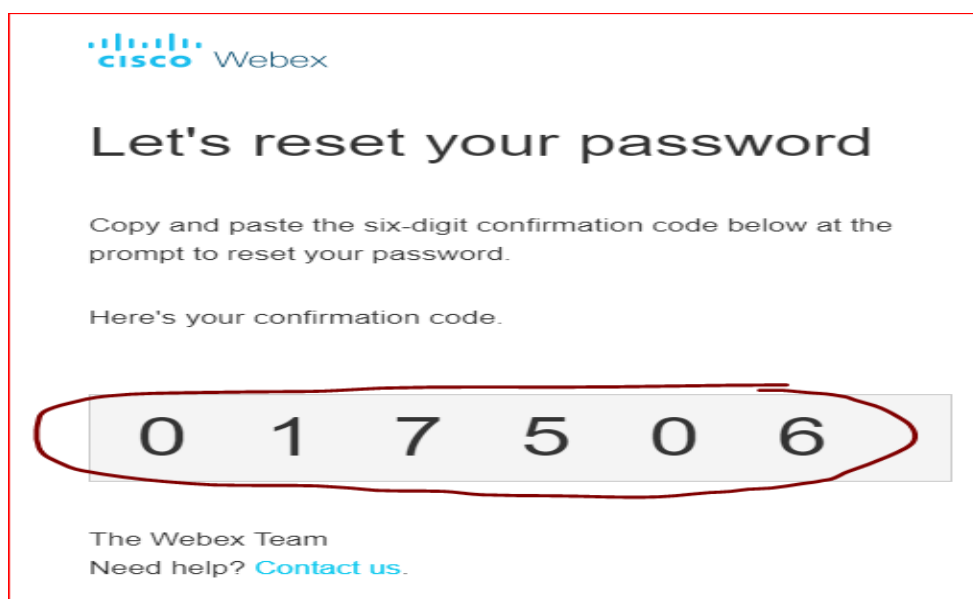 CISCO Webex
Let's reset your password
Copy and paste the six-digit confirmation code below at the
prompt to reset your password.
Here's your confirmation code.
0 1 7 5 0 6
The Webex Team
Need help? Contact us.